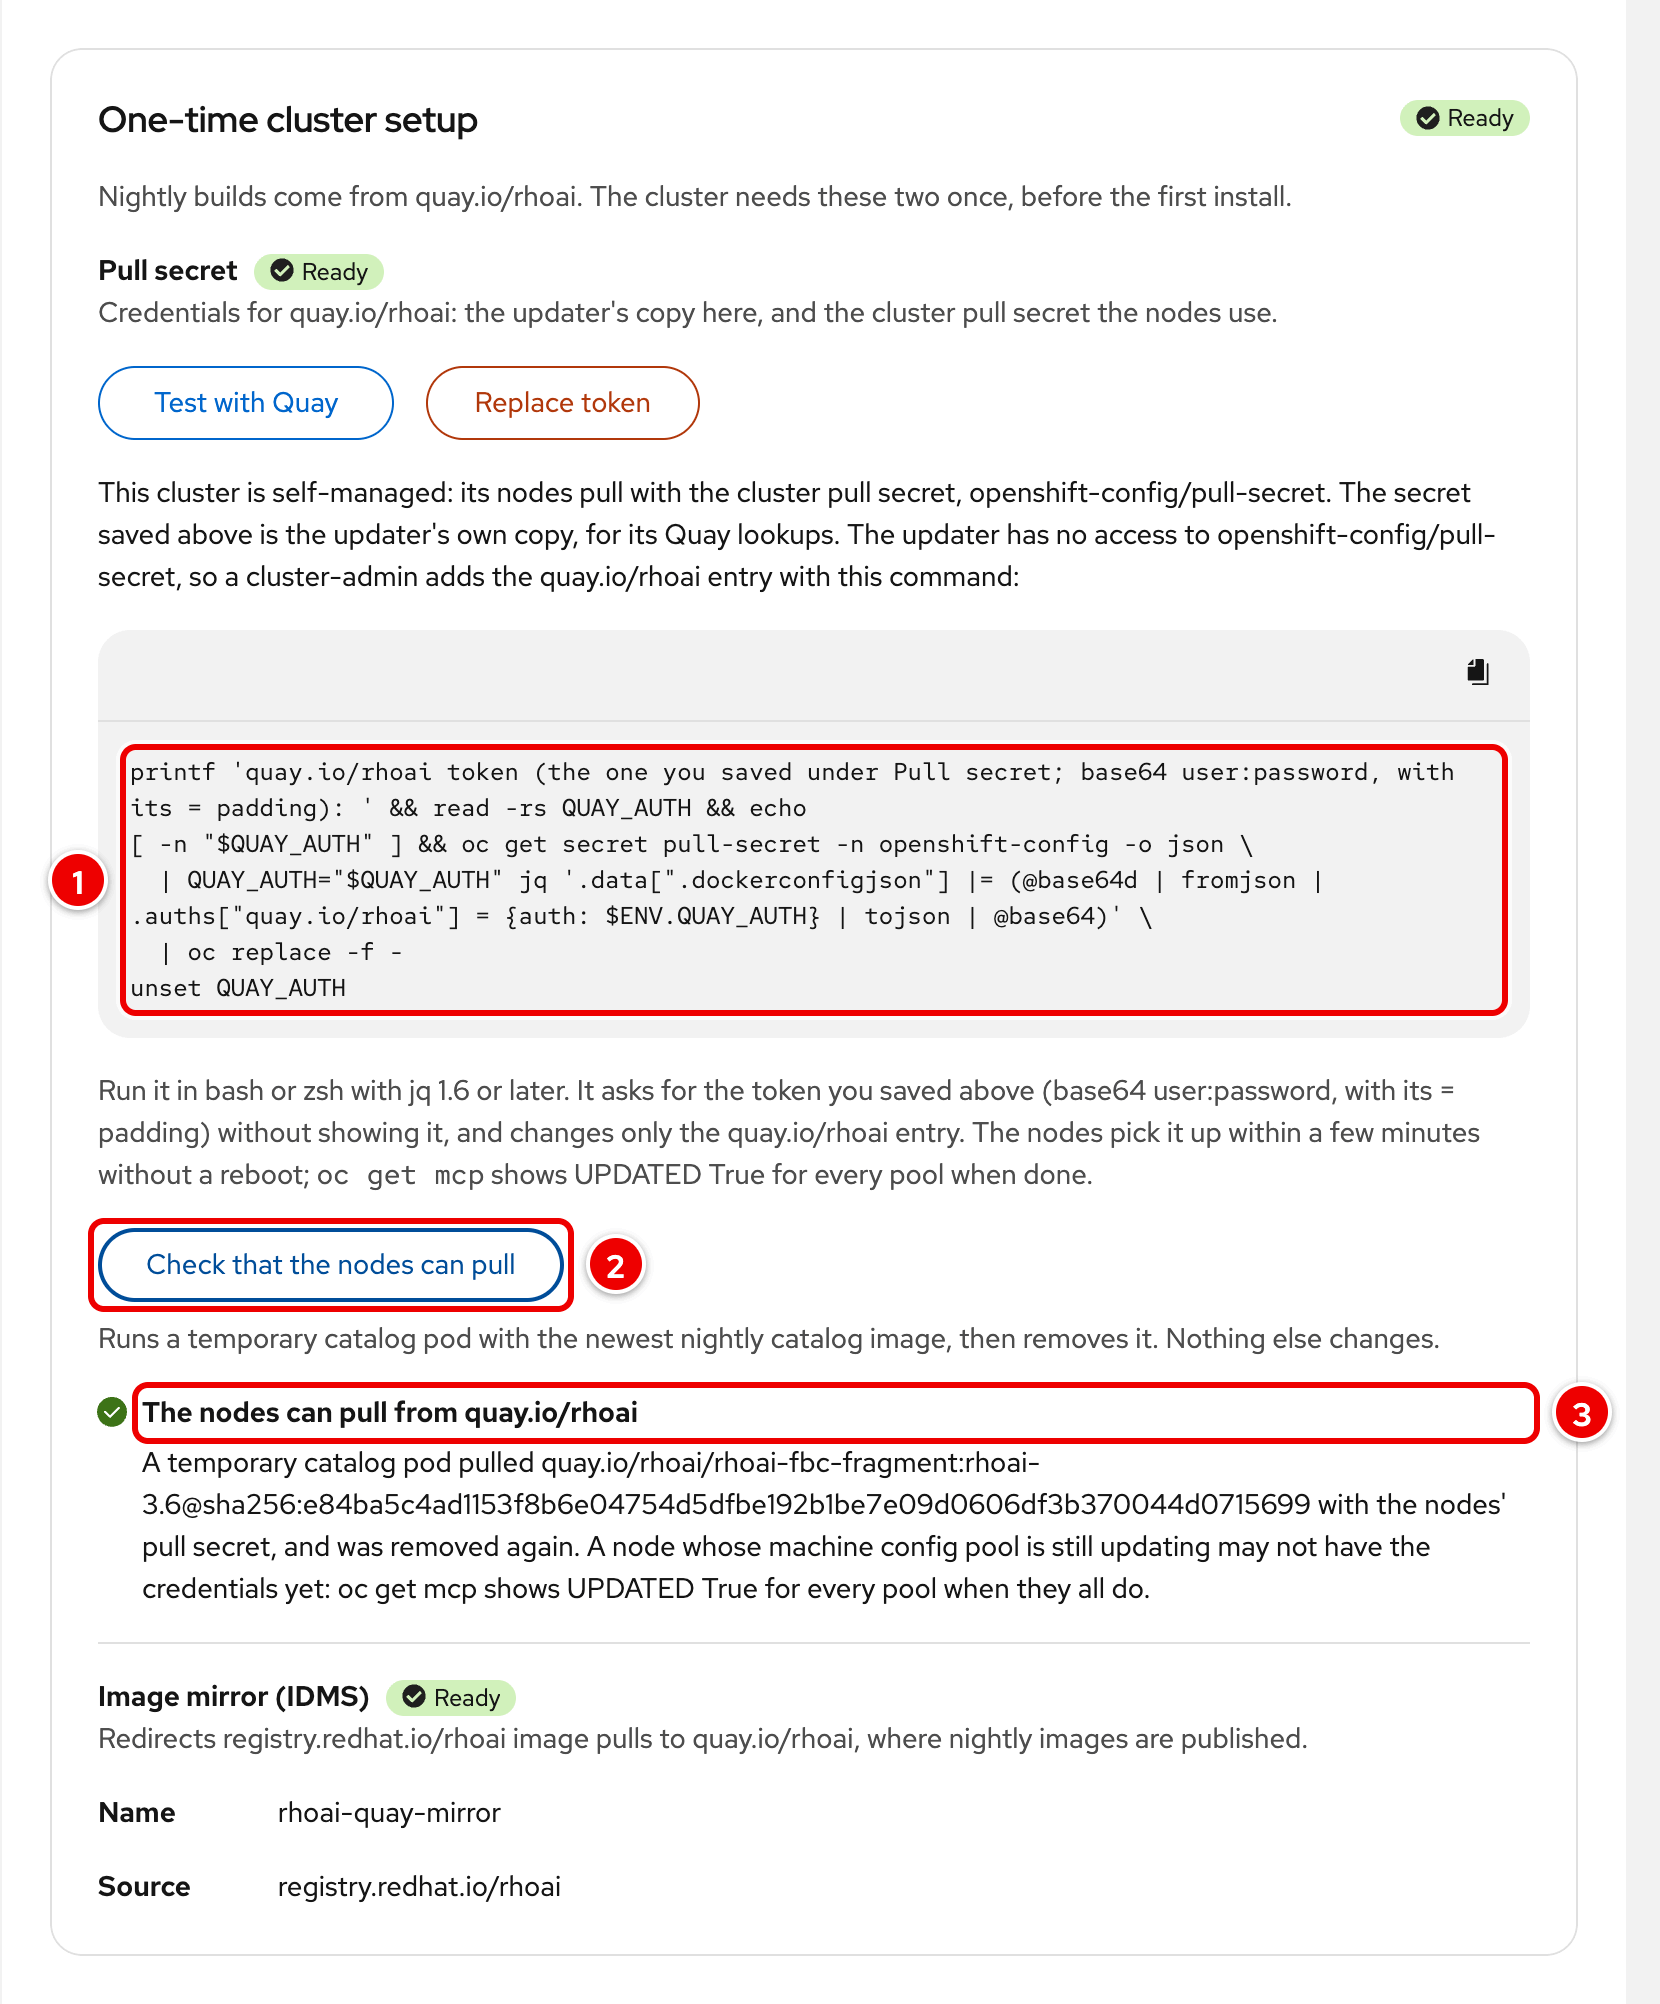 One-time cluster setup
Ready
Nightly builds come from quay.io/rhoai. The cluster needs these two once, before the first install.
Pull secret
Ready
Credentials for quay.io/rhoai: the updater's copy here, and the cluster pull secret the nodes use.
Test with Quay
Replace token
This cluster is self-managed: its nodes pull with the cluster pull secret, openshift-config/pull-secret. The secret
saved above is the updater's own copy, for its Quay lookups. The updater has no access to openshift-config/pull-
secret, so a cluster-admin adds the quay.io/rhoai entry with this command:
printf 'quay.io/rhoai token (the one you saved under Pull secret; base64 user:password, with
its = padding): ' && read -rs QUAY_AUTH && echo
[ -n "$QUAY_AUTH" ] && oc get secret pull-secret -n openshift-config -o json \
  | QUAY_AUTH="$QUAY_AUTH" jq '.data[".dockerconfigjson"] |= (@base64d | fromjson |
.auths["quay.io/rhoai"] = {auth: $ENV.QUAY_AUTH} | tojson | @base64)' \
  | oc replace -f -
unset QUAY_AUTH
1
Run it in bash or zsh with jq 1.6 or later. It asks for the token you saved above (base64 user:password, with its =
padding) without showing it, and changes only the quay.io/rhoai entry. The nodes pick it up within a few minutes
without a reboot; oc get mcp shows UPDATED True for every pool when done.
Check that the nodes can pull
2
Runs a temporary catalog pod with the newest nightly catalog image, then removes it. Nothing else changes.
The nodes can pull from quay.io/rhoai
3
A temporary catalog pod pulled quay.io/rhoai/rhoai-fbc-fragment:rhoai-
3.6@sha256:e84ba5c4ad1153f8b6e04754d5dfbe192b1be7e09d0606df3b370044d0715699 with the nodes'
pull secret, and was removed again. A node whose machine config pool is still updating may not have the
credentials yet: oc get mcp shows UPDATED True for every pool when they all do.
Image mirror (IDMS)
Ready
Redirects registry.redhat.io/rhoai image pulls to quay.io/rhoai, where nightly images are published.
Name
rhoai-quay-mirror
Source
registry.redhat.io/rhoai